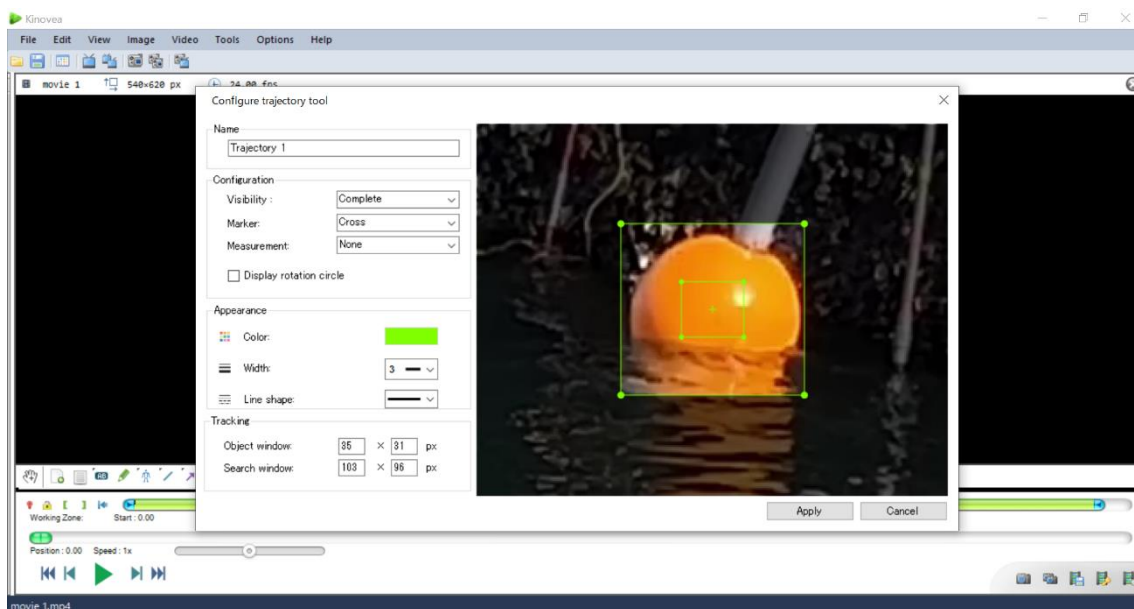 Kinovea
File Edit View Image Video Tools Options Help
movie 1 540×620 px 24.00 fps
Configure trajectory tool
Name
Trajectory 1
Configuration
Visibility : Complete
Marker: Cross
Measurement: None
Display rotation circle
Appearance
Color:
Width: 3
Line shape:
Tracking
Object window: 35 × 31 px
Search window: 103 × 96 px
Apply Cancel
Working Zone: Start : 0.00
Position : 0.00 Speed : 1x
movie 1.mp4